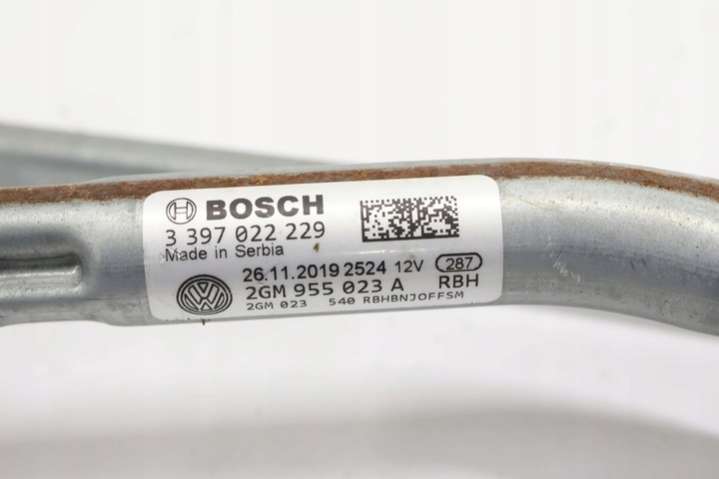 BOSCH
3 397 022 229
Made in Serbia
26.11.2019 2524 12V 287
2GM 955 023 A RBH
2GM 023 540 RBHBNJOFFSM